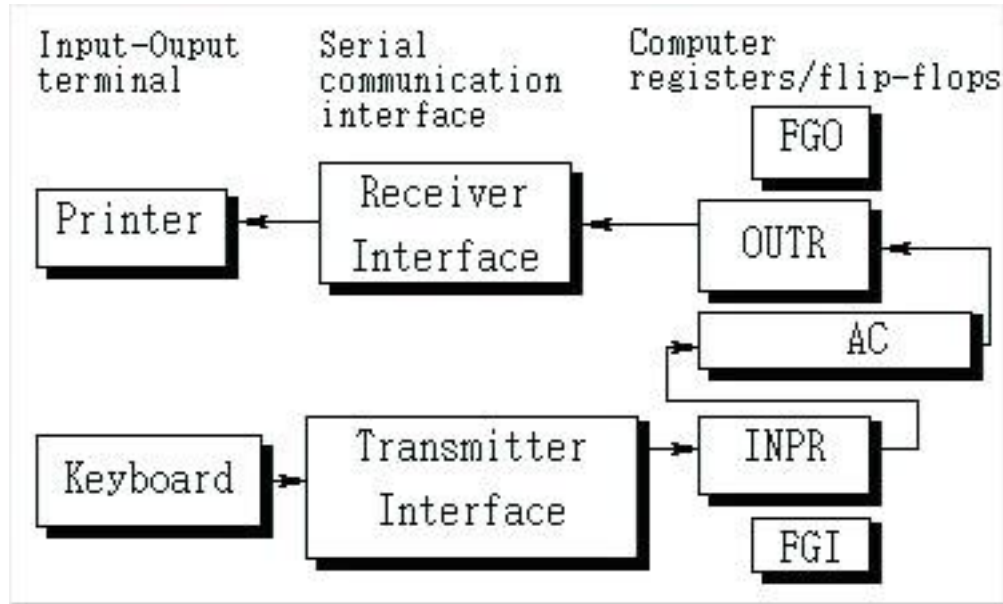 Input-Ouput
terminal
Serial
communication
interface
Computer
registers/flip-flops
FGO
Printer
Receiver
Interface
OUTR
AC
Keyboard
Transmitter
Interface
INPR
FGI